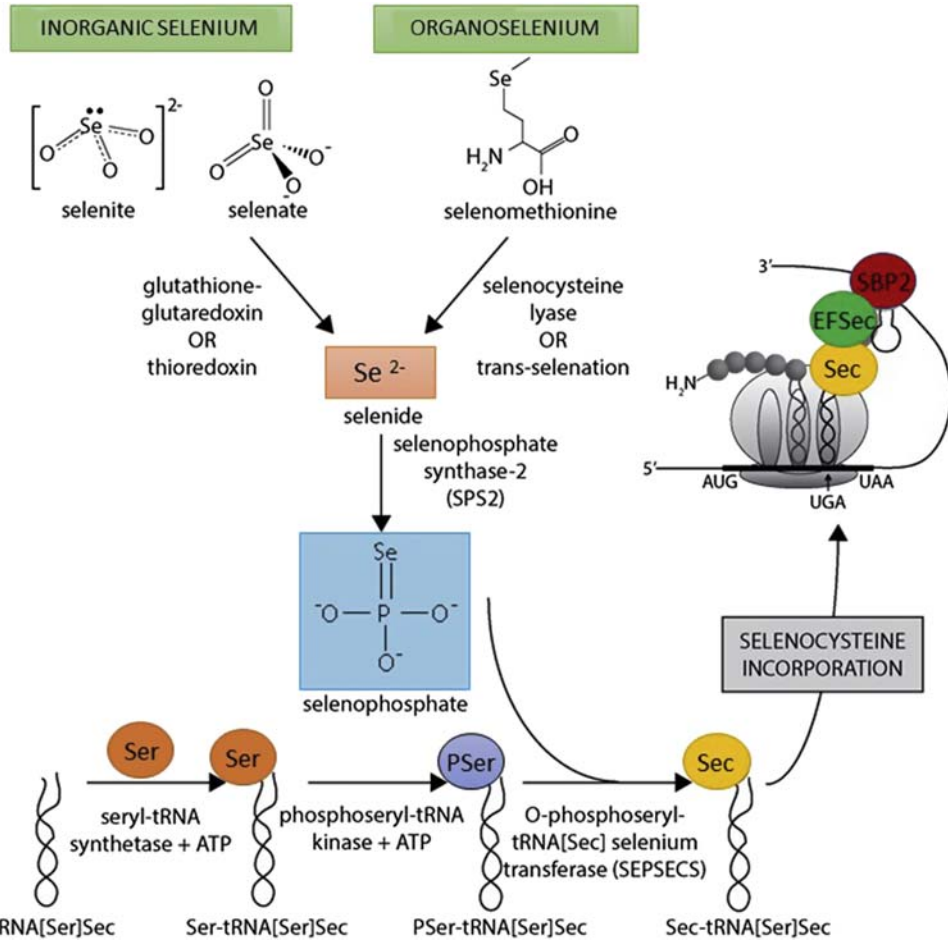 INORGANIC SELENIUM
ORGANOSELENIUM
2-
Se
O
O
O
selenite
O
Se
O
O-
O
-
selenate
Se
H2N
O
OH
selenomethionine
glutathione-
glutaredoxin
OR
thioredoxin
selenocysteine
lyase
OR
trans-selenation
Se 2-
selenide
selenophosphate
synthase-2
(SPS2)
Se
-O
P
O-
O-
selenophosphate
3′
SBP2
EFSec
Sec
H2N
5′
AUG
UAA
UGA
SELENOCYSTEINE
INCORPORATION
Ser
Ser
PSer
Sec
seryl-tRNA
synthetase + ATP
phosphoseryl-tRNA
kinase + ATP
O-phosphoseryl-
tRNA[Sec] selenium
transferase (SEPSECS)
RNA[Ser]Sec
Ser-tRNA[Ser]Sec
PSer-tRNA[Ser]Sec
Sec-tRNA[Ser]Sec